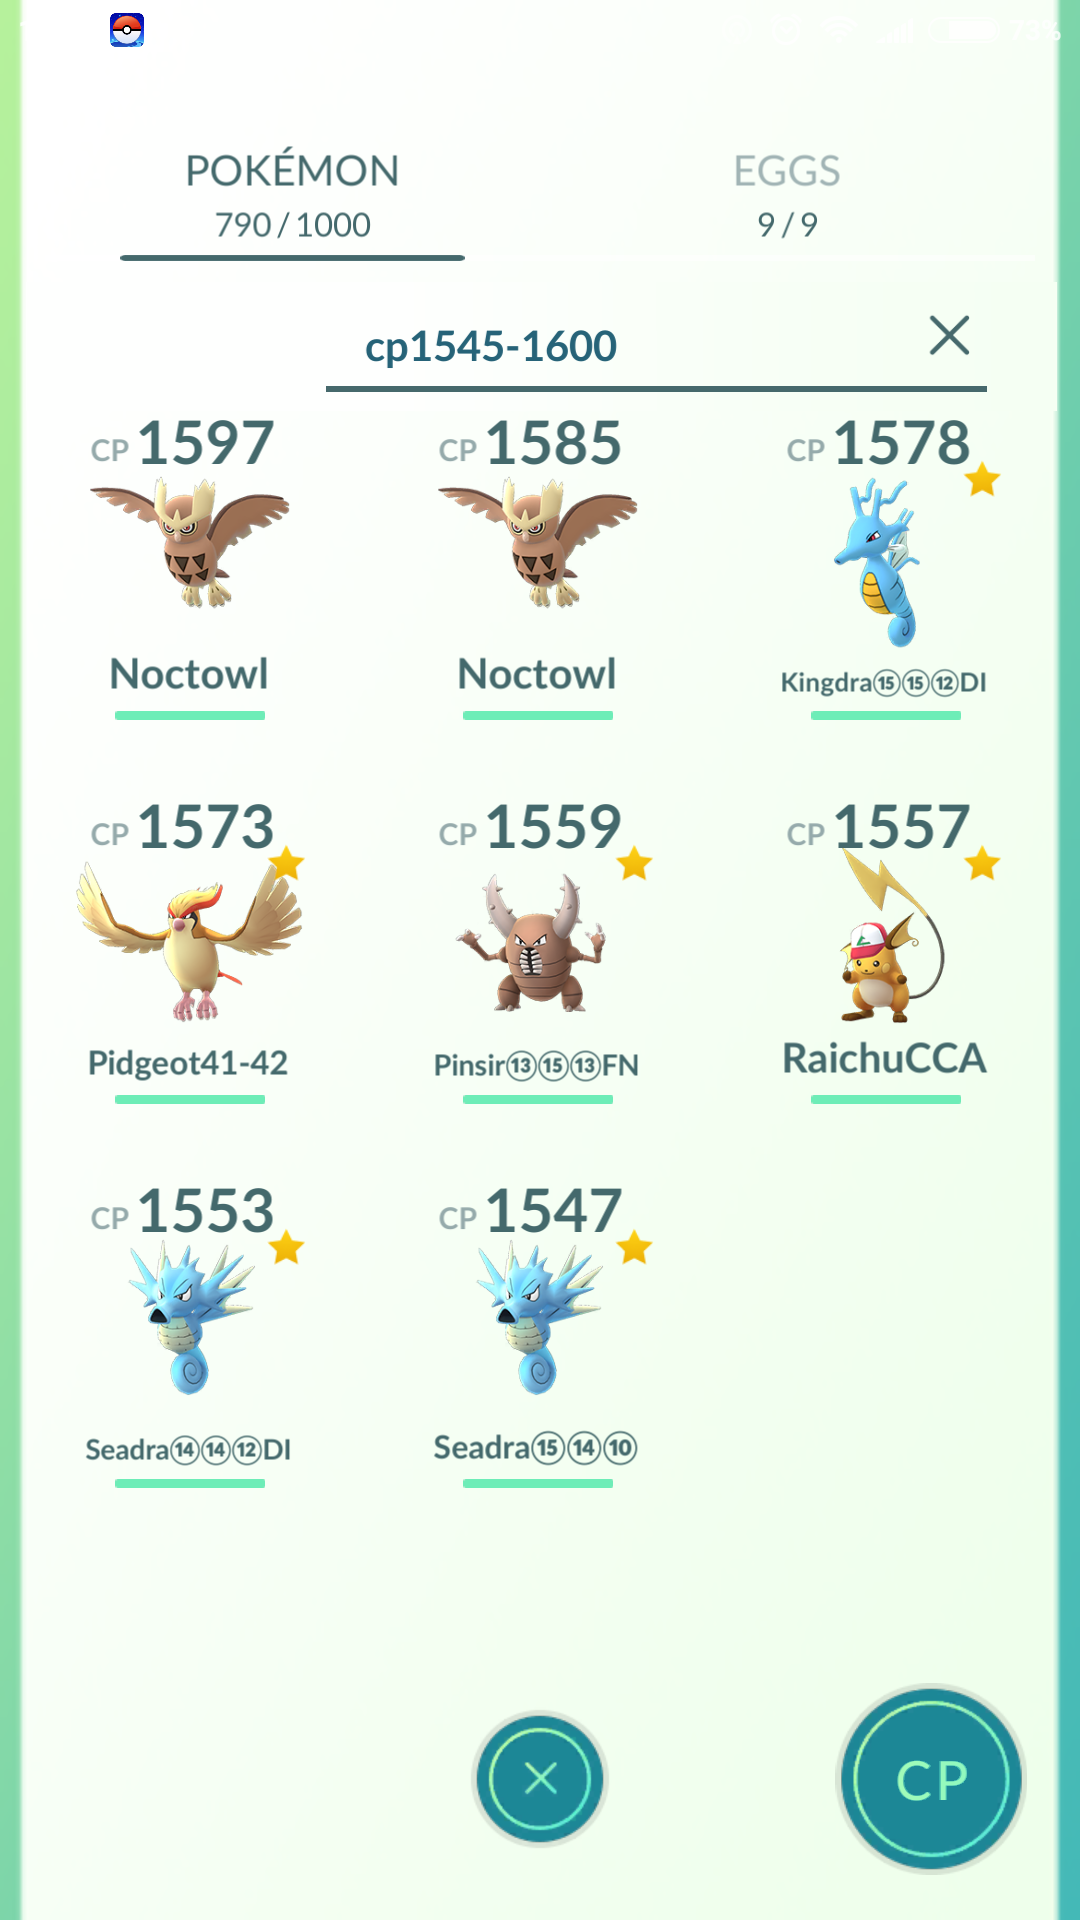 73%
POKÉMON
EGGS
790 / 1000
9 / 9
cp1545-1600
CP 1597
CP 1585
CP 1578
Noctowl
Noctowl
Kingdra⑮⑮⑫DI
CP 1573
CP 1559
CP 1557
Pidgeot41-42
Pinsir⑬⑮⑬FN
RaichuCCA
CP 1553
CP 1547
Seadra⑭⑭⑫DI
Seadra⑮⑭⑩
CP